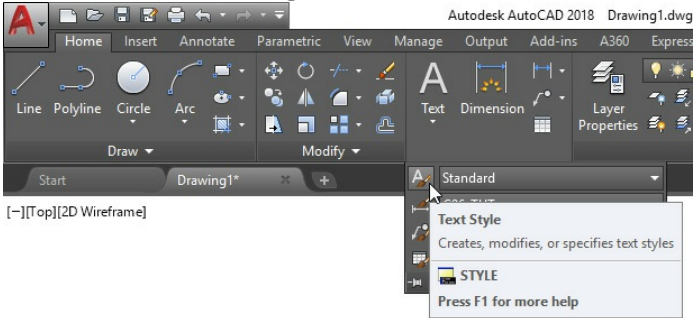 A
Autodesk AutoCAD 2018 Drawing1.dwg
Home Insert Annotate Parametric View Manage Output Add-ins A360 Express
Line Polyline Circle Arc
Text Dimension
Layer
Properties
Draw Modify
Start Drawing1*
Standard
[−][Top][2D Wireframe]
Text Style
Creates, modifies, or specifies text styles
STYLE
Press F1 for more help